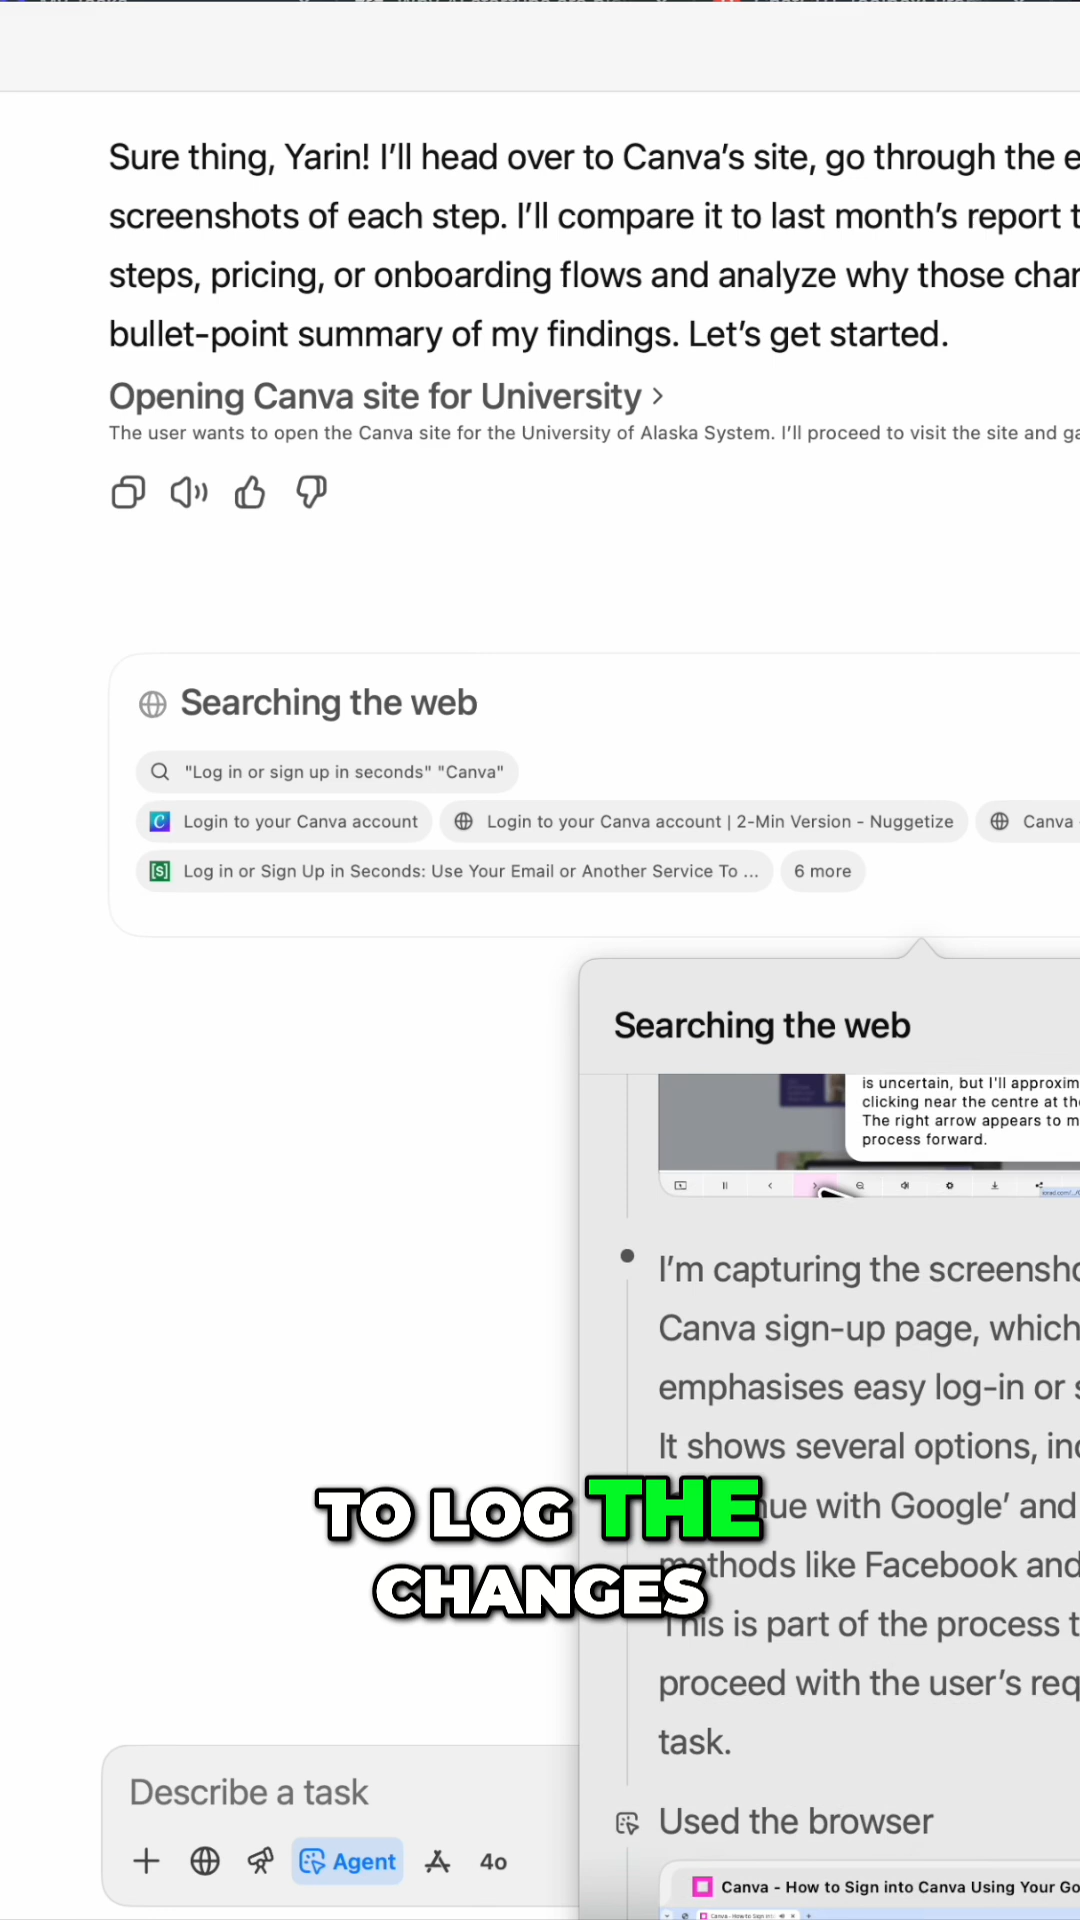 Sure thing, Yarin! I'll head over to Canva's site, go through the e
screenshots of each step. I'll compare it to last month's report t
steps, pricing, or onboarding flows and analyze why those char
bullet-point summary of my findings. Let's get started.
Opening Canva site for University >
The user wants to open the Canva site for the University of Alaska System. I'll proceed to visit the site and ga
Searching the web
"Log in or sign up in seconds" "Canva"
Login to your Canva account
Login to your Canva account | 2-Min Version - Nuggetize
Canva
Log in or Sign Up in Seconds: Use Your Email or Another Service To ...
6 more
Searching the web
is uncertain, but I'll approxim
clicking near the centre at the
The right arrow appears to m
process forward.
I'm capturing the screensho
Canva sign-up page, which
emphasises easy log-in or s
It shows several options, inc
nue with Google' and
methods like Facebook and
This is part of the process t
proceed with the user's req
task.
TO LOG THE
CHANGES
Used the browser
Canva - How to Sign into Canva Using Your Go
Describe a task
Agent
4o